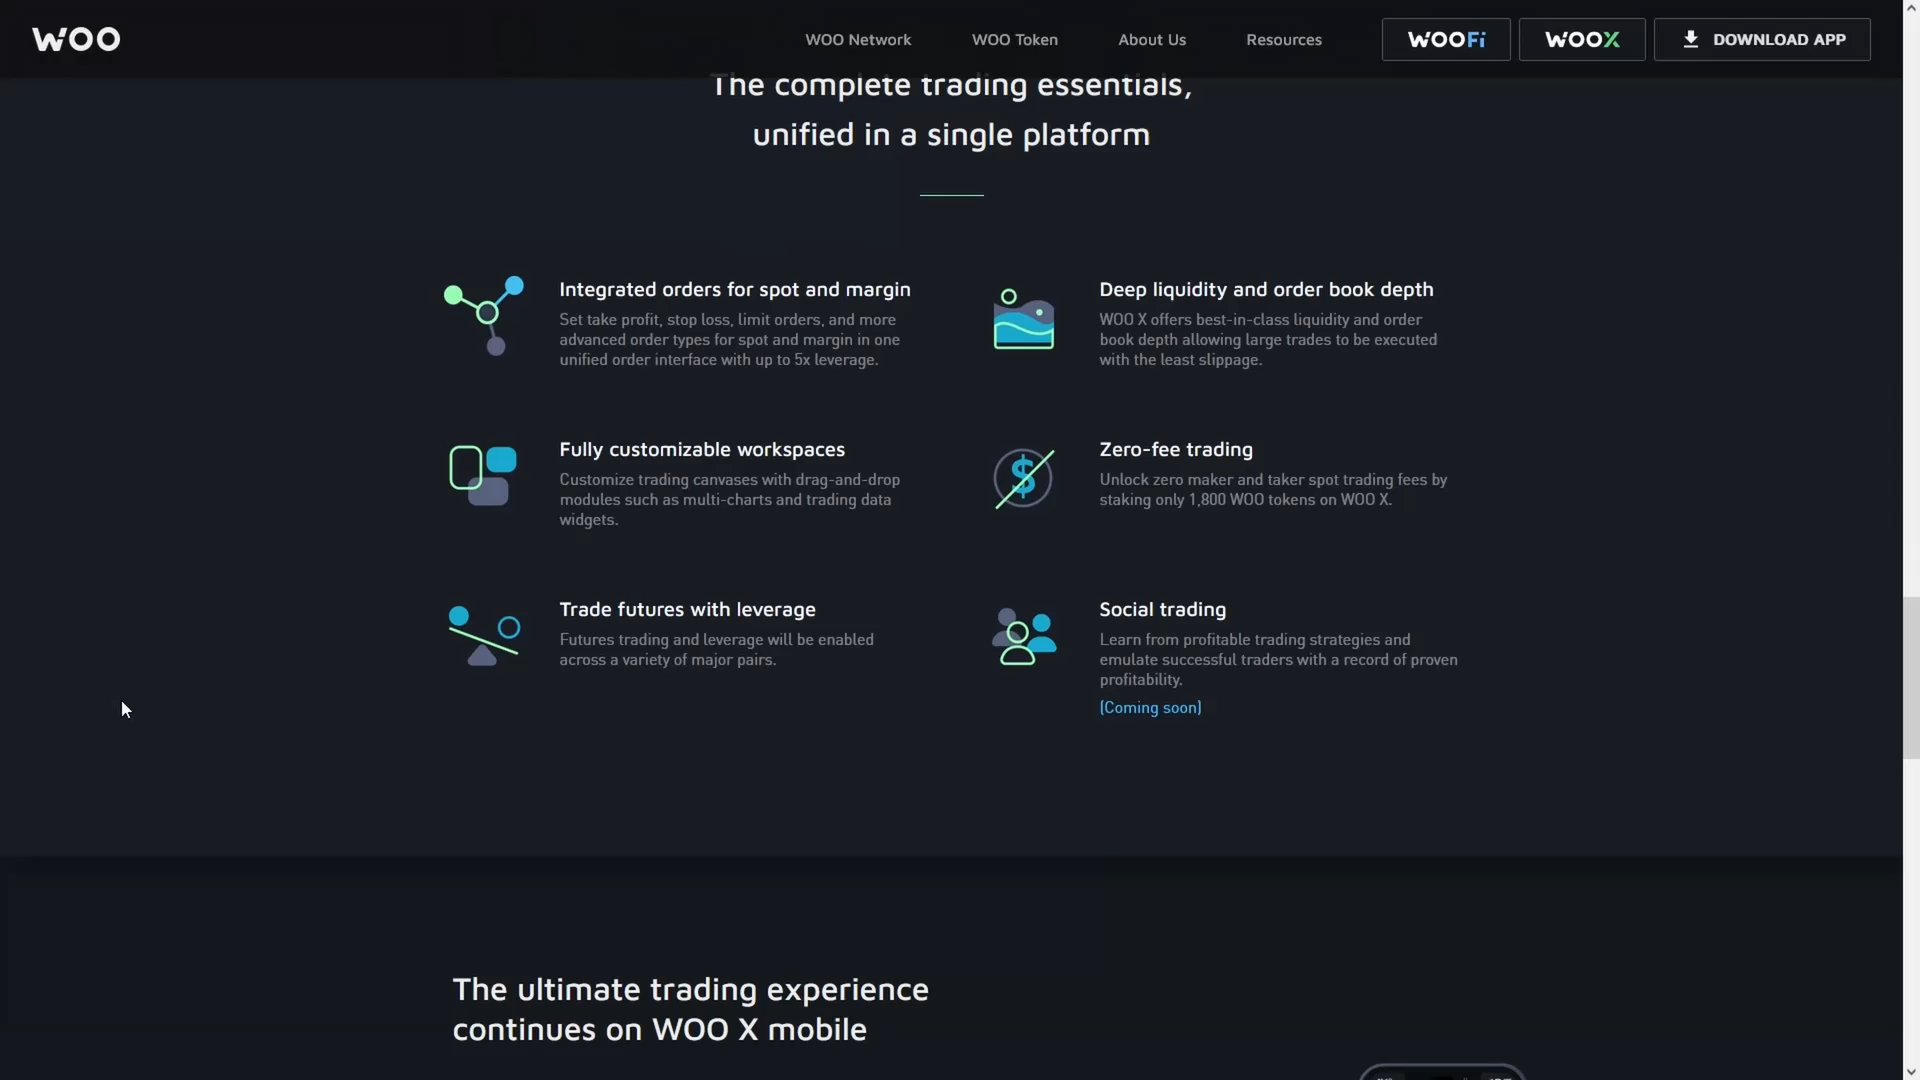 WOO
WOO Network
WOO Token
About Us
Resources
WOOFi
WOOX
DOWNLOAD APP
The complete trading essentials,
unified in a single platform
Integrated orders for spot and margin
Set take profit, stop loss, limit orders, and more
advanced order types for spot and margin in one
unified order interface with up to 5x leverage.
Deep liquidity and order book depth
WOO X offers best-in-class liquidity and order
book depth allowing large trades to be executed
with the least slippage.
Fully customizable workspaces
Customize trading canvases with drag-and-drop
modules such as multi-charts and trading data
widgets.
Zero-fee trading
Unlock zero maker and taker spot trading fees by
staking only 1,800 WOO tokens on WOO X.
Trade futures with leverage
Futures trading and leverage will be enabled
across a variety of major pairs.
Social trading
Learn from profitable trading strategies and
emulate successful traders with a record of proven
profitability.
(Coming soon)
The ultimate trading experience
continues on WOO X mobile